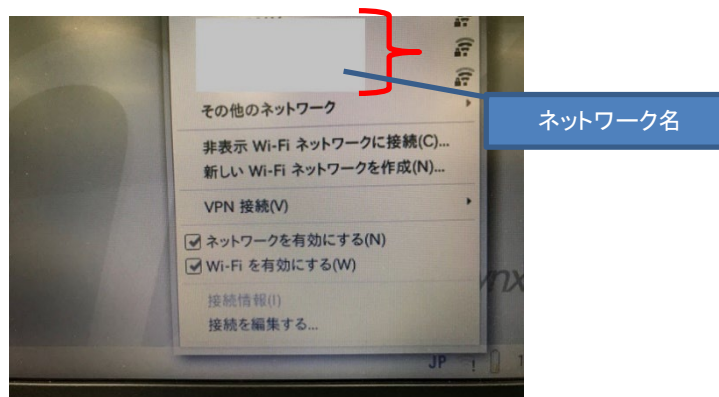 その他のネットワーク
ネットワーク名
非表示 Wi-Fi ネットワークに接続(C)...
新しい Wi-Fi ネットワークを作成(N)...
VPN 接続(V)
ネットワークを有効にする(N)
Wi-Fi を有効にする(W)
接続情報(I)
接続を編集する...
JP